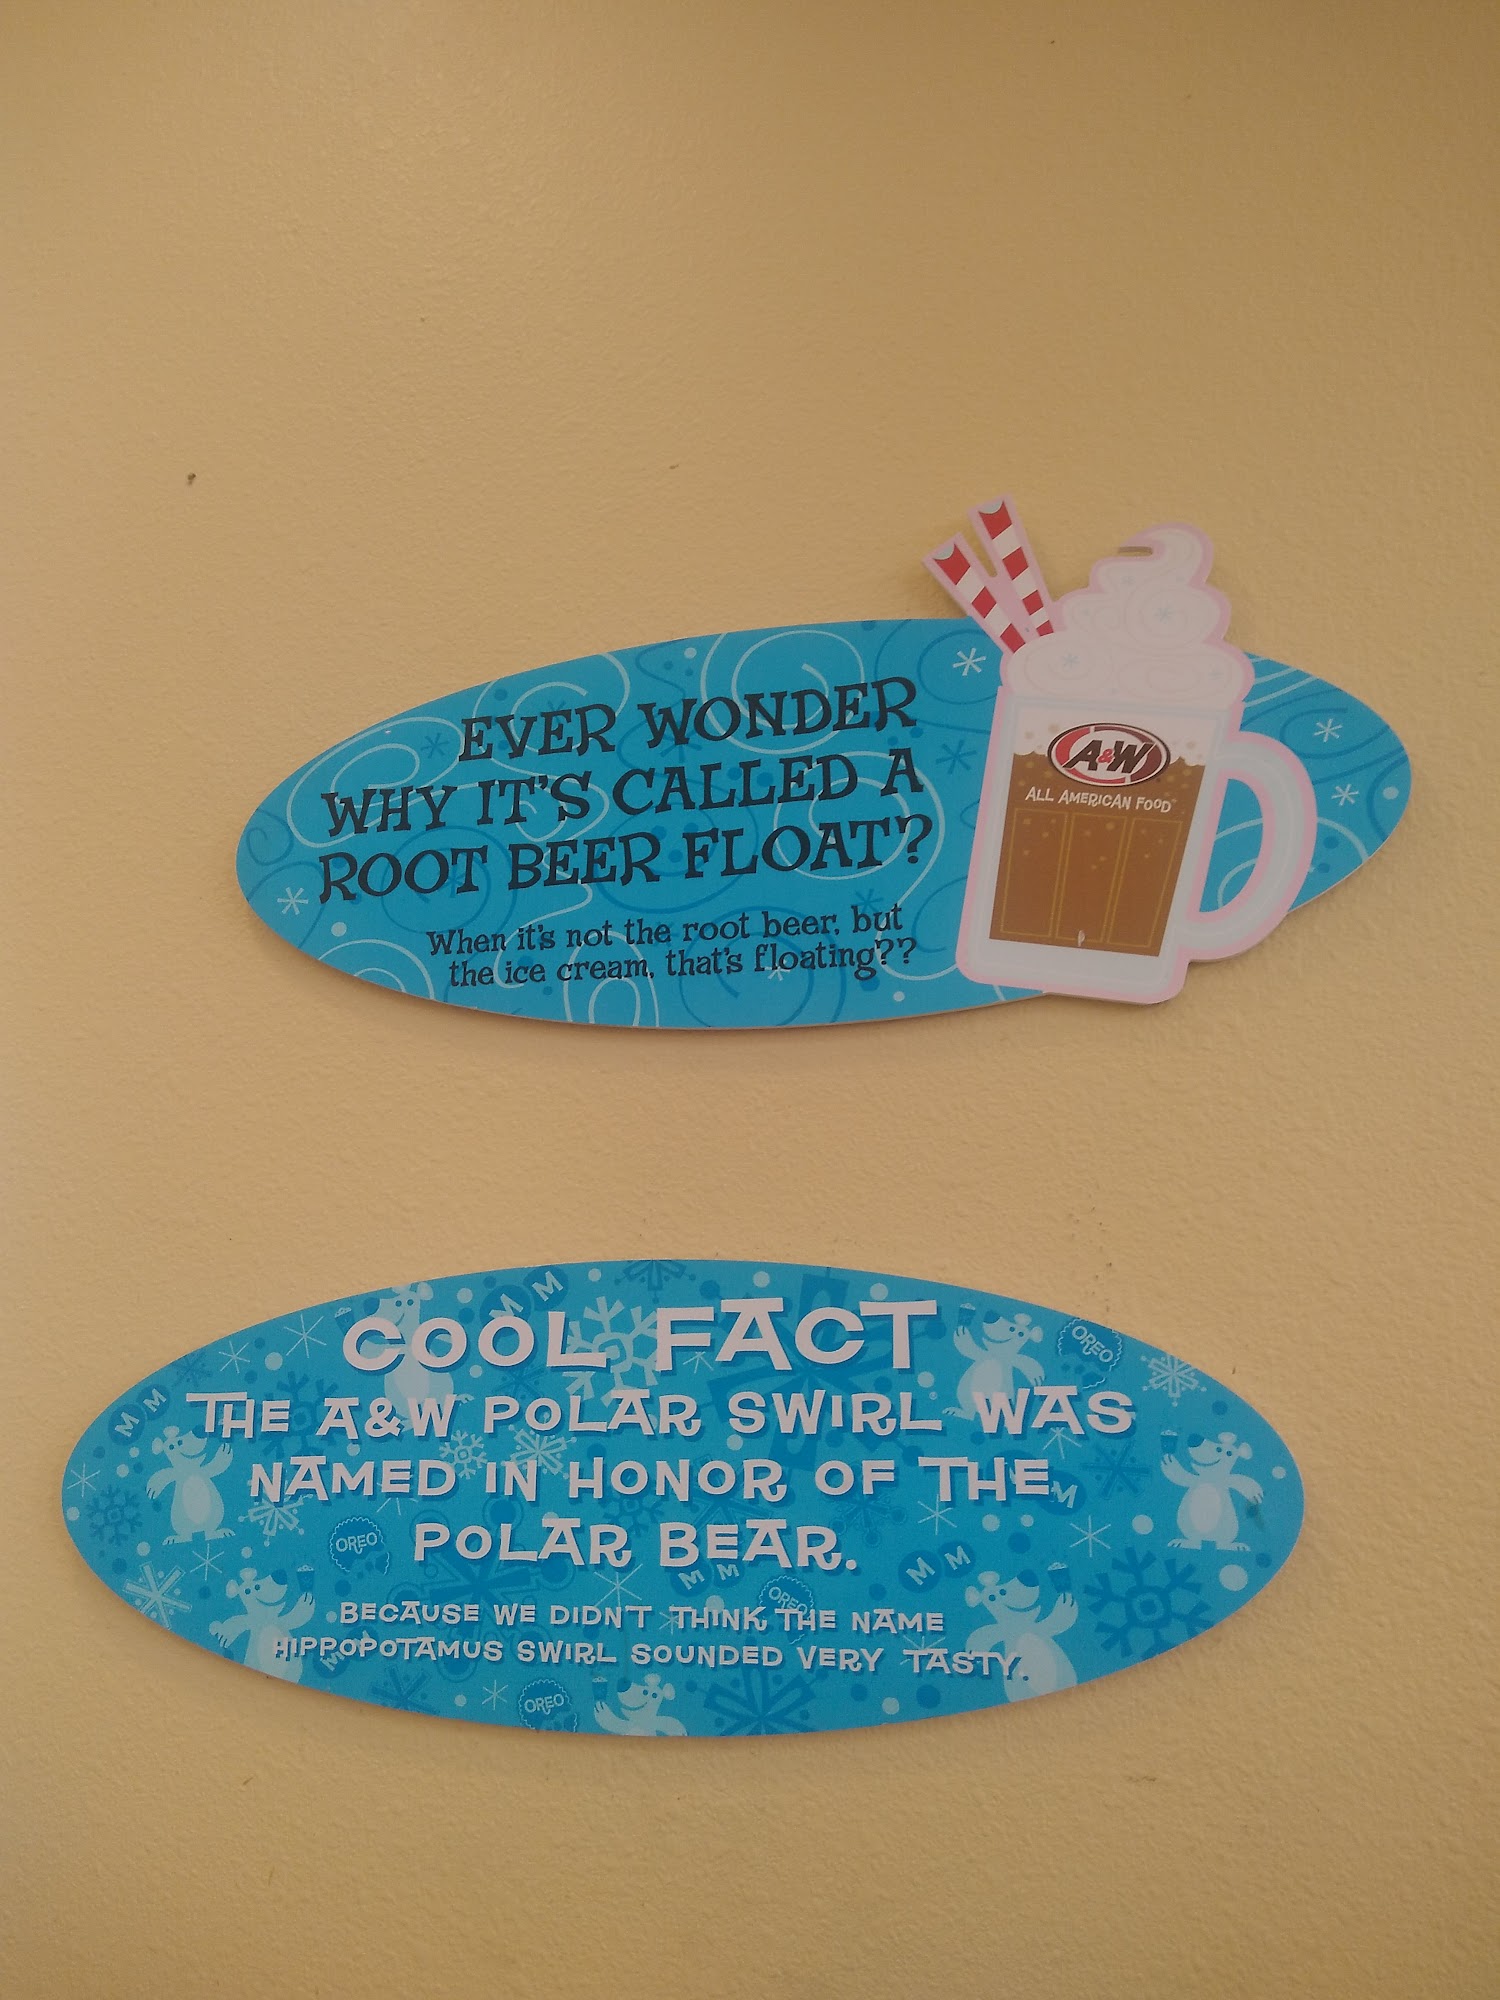 EVER WONDER
WHY IT'S CALLED A
ROOT BEER FLOAT?
When it's not the root beer, but
the ice cream, that's floating??
A&W
ALL AMERICAN FOOD
COOL FACT
THE A&W POLAR SWIRL WAS
NAMED IN HONOR OF THE
POLAR BEAR.
BECAUSE WE DIDN'T THINK THE NAME
HIPPOPOTAMUS SWIRL SOUNDED VERY TASTY.
M M
OREO
M M
OREO
M
M M
M M
OREO
M
OREO